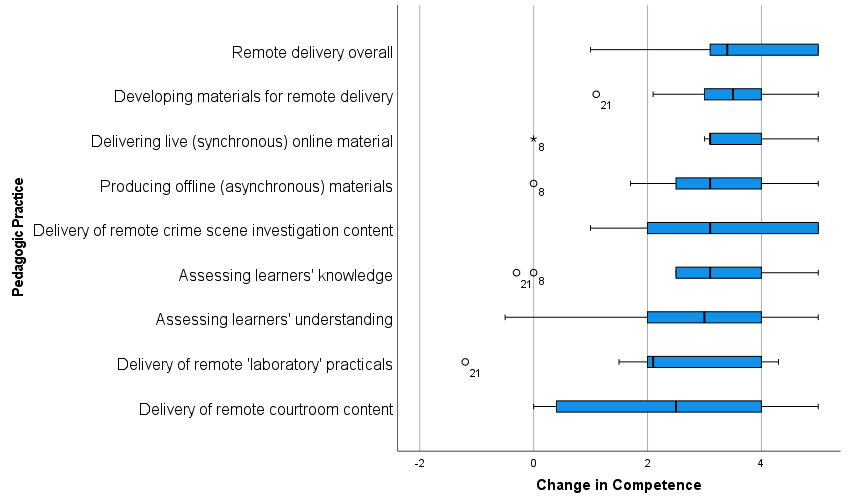 Pedagogic Practice
Remote delivery overall
Developing materials for remote delivery
21
Delivering live (synchronous) online material
8
Producing offline (asynchronous) materials
8
Delivery of remote crime scene investigation content
Assessing learners' knowledge
21 8
Assessing learners' understanding
Delivery of remote 'laboratory' practicals
21
Delivery of remote courtroom content
-2 0 2 4
Change in Competence